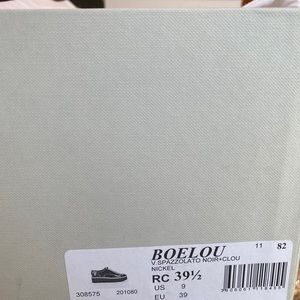 BOELOU 11 82
V.SPAZZOLATO NOIR+CLOU
NICKEL
RC 39½
US 9
308575 201080 EU 39